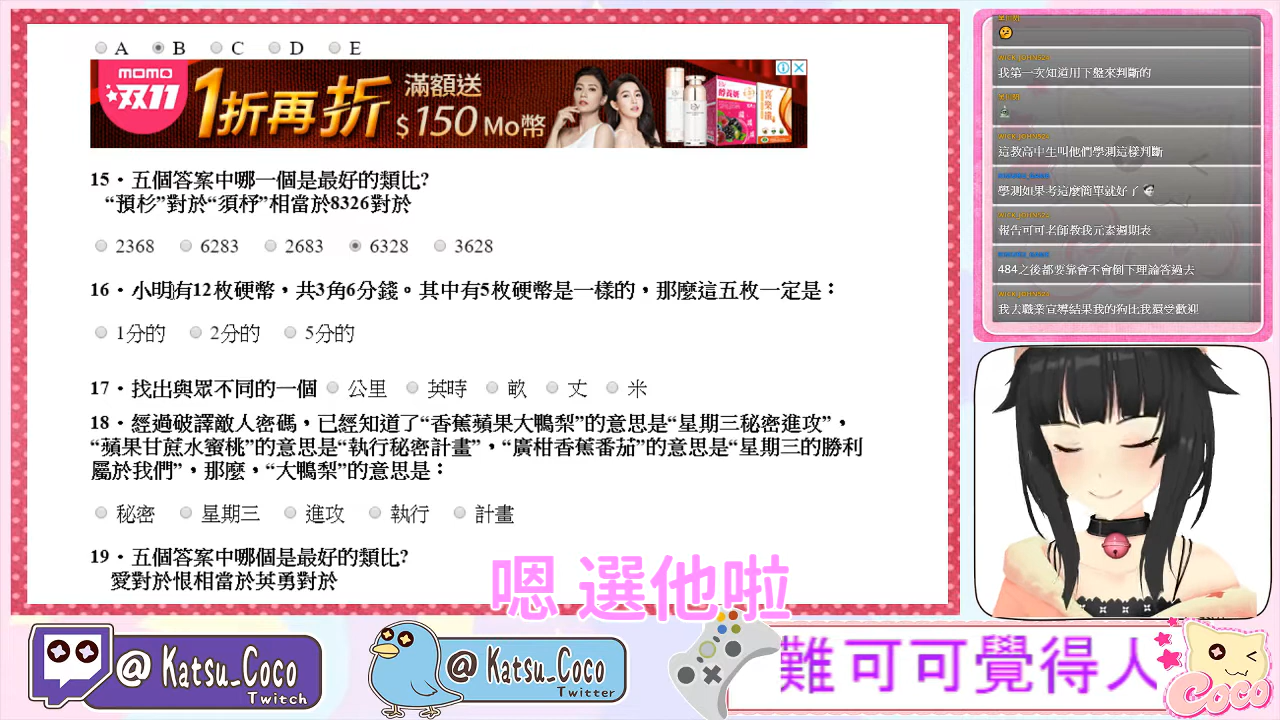 A B C D E
momo
双11
1折再折
滿額送
$150 Mo幣
15．五個答案中哪一個是最好的類比?
“預杉”對於“須杼”相當於8326對於
2368 6283 2683 6328 3628
16．小明有12枚硬幣，共3角6分錢。其中有5枚硬幣是一樣的，那麼這五枚一定是：
1分的 2分的 5分的
17．找出與眾不同的一個 公里 英時 畝 丈 米
18．經過破譯敵人密碼，已經知道了“香蕉蘋果大鴨梨”的意思是“星期三秘密進攻”，
“蘋果甘蔗水蜜桃”的意思是“執行秘密計畫”，“廣柑香蕉番茄”的意思是“星期三的勝利
屬於我們”，那麼，“大鴨梨”的意思是：
秘密 星期三 進攻 執行 計畫
19．五個答案中哪個是最好的類比?
愛對於恨相當於英勇對於
嗯 選他啦
我第一次知道用下盤來判斷的
這教高中生叫他們學測這樣判斷
學測如果考這麼簡單就好了
報告可可老師教我元素週期表
484之後都要靠會不會倒下理論答過去
我去職業宣導結果我的狗比我還受歡迎
@ Katsu_Coco
Twitch
@ Katsu_Coco
Twitter
難可可覺得人
Coco